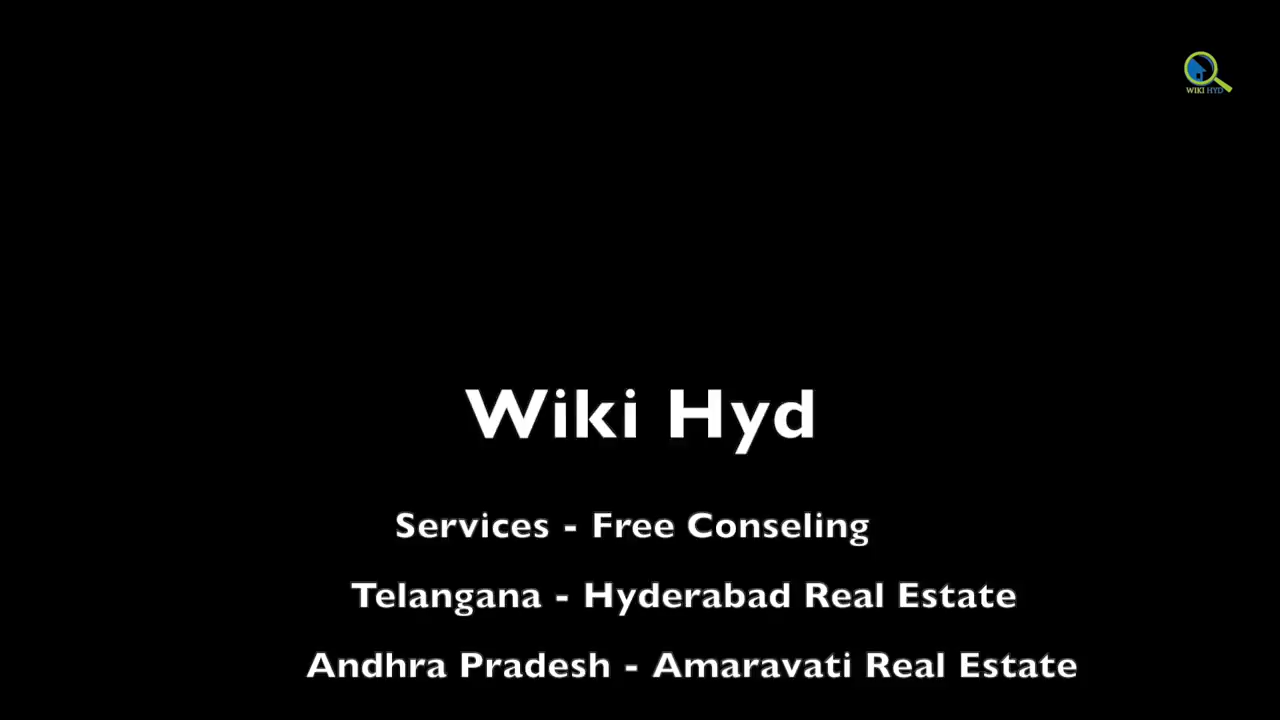 WIKI HYD
Wiki Hyd
Services - Free Conseling
Telangana - Hyderabad Real Estate
Andhra Pradesh - Amaravati Real Estate